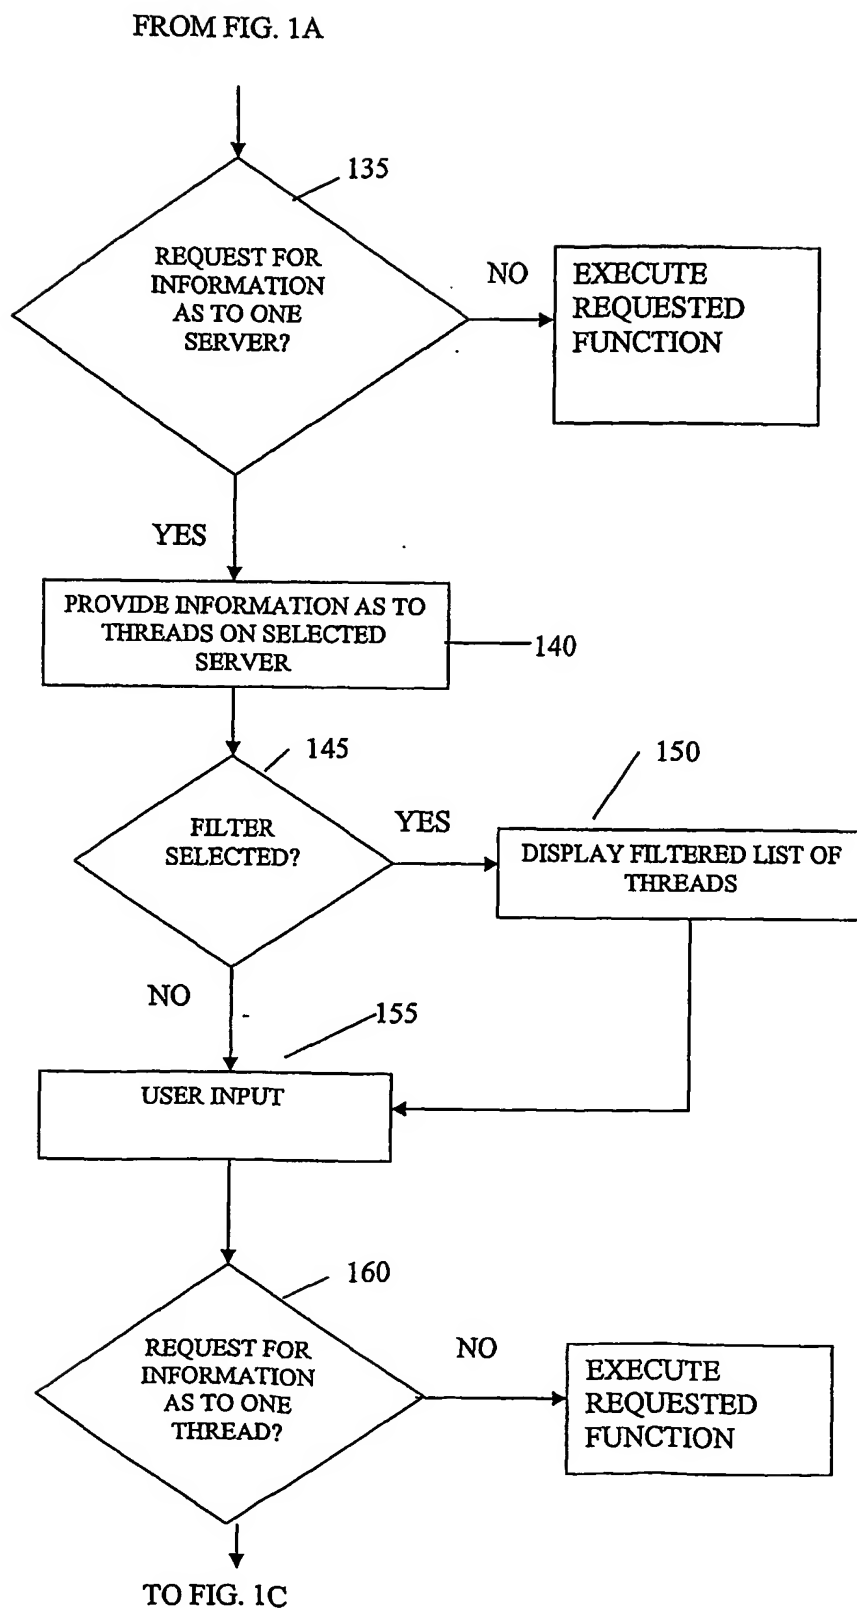 FROM FIG. 1A
135
REQUEST FOR
INFORMATION
AS TO ONE
SERVER?
NO
EXECUTE
REQUESTED
FUNCTION
YES
PROVIDE INFORMATION AS TO
THREADS ON SELECTED
SERVER
140
145
FILTER
SELECTED?
YES
150
DISPLAY FILTERED LIST OF
THREADS
NO
155
USER INPUT
160
REQUEST FOR
INFORMATION
AS TO ONE
THREAD?
NO
EXECUTE
REQUESTED
FUNCTION
TO FIG. 1C